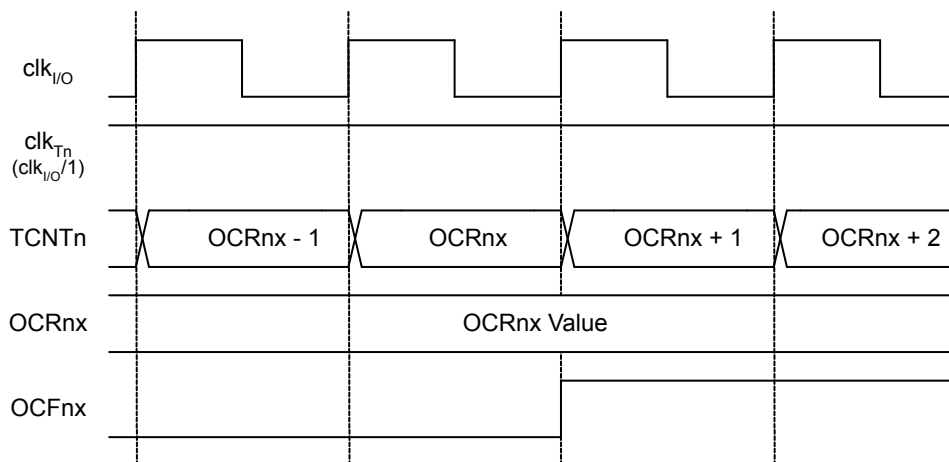 clkI/O
clkTn
(clkI/O/1)
TCNTn
OCRnx - 1 OCRnx OCRnx + 1 OCRnx + 2
OCRnx
OCRnx Value
OCFnx